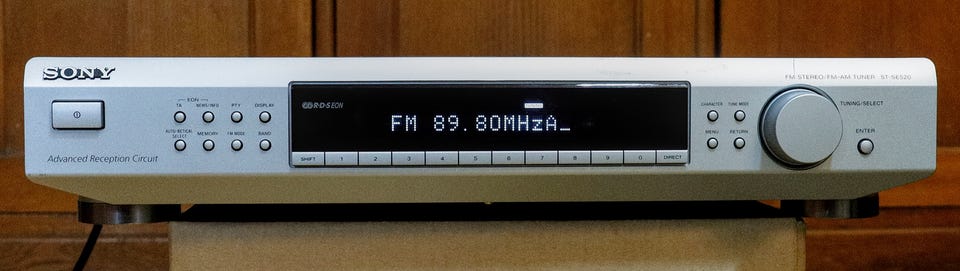 SONY
FM STEREO/FM-AM TUNER ST-SE520
EON
TA NEWS/INFO PTY DISPLAY
AUTO-BETICAL SELECT MEMORY FM MODE BAND
Advanced Reception Circuit
R·D·S EON
FM 89.80MHzA_
SHIFT 1 2 3 4 5 6 7 8 9 0 DIRECT
CHARACTER TUNE MODE
MENU RETURN
TUNING/SELECT
ENTER